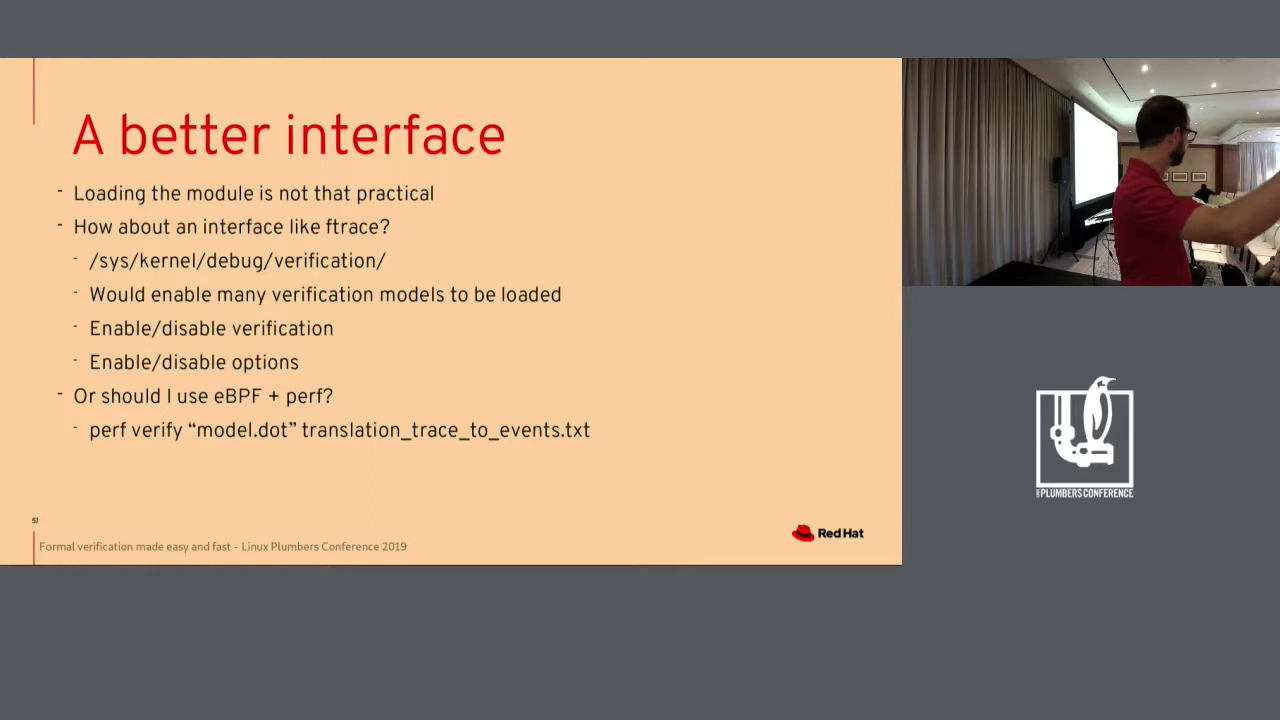 A better interface
- Loading the module is not that practical
- How about an interface like ftrace?
- /sys/kernel/debug/verification/
- Would enable many verification models to be loaded
- Enable/disable verification
- Enable/disable options
- Or should I use eBPF + perf?
- perf verify “model.dot” translation_trace_to_events.txt
51
Formal verification made easy and fast - Linux Plumbers Conference 2019
Red Hat
PLUMBERS CONFERENCE